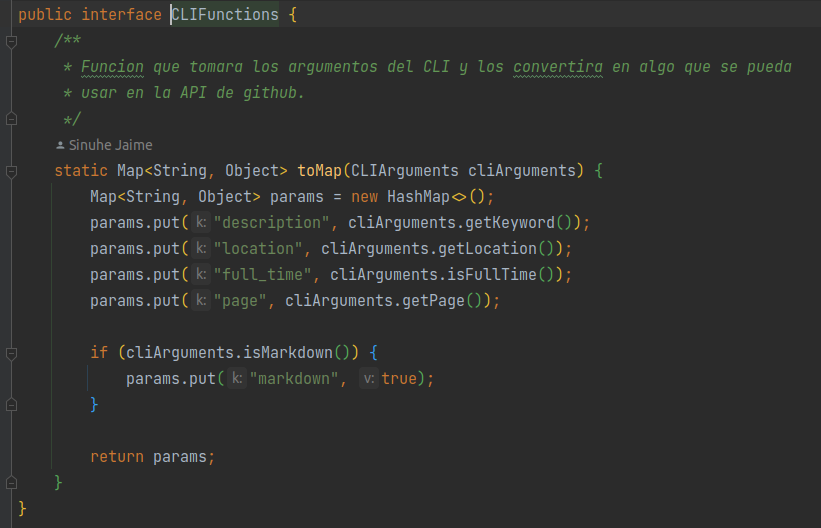 public interface CLIFunctions {
/**
* Funcion que tomara los argumentos del CLI y los convertira en algo que se pueda
* usar en la API de github.
*/
Sinuhe Jaime
static Map<String, Object> toMap(CLIArguments cliArguments) {
Map<String, Object> params = new HashMap<>();
params.put( k: "description", cliArguments.getKeyword());
params.put( k: "location", cliArguments.getLocation());
params.put( k: "full_time", cliArguments.isFullTime());
params.put( k: "page", cliArguments.getPage());
if (cliArguments.isMarkdown()) {
params.put( k: "markdown", v: true);
}
return params;
}
}